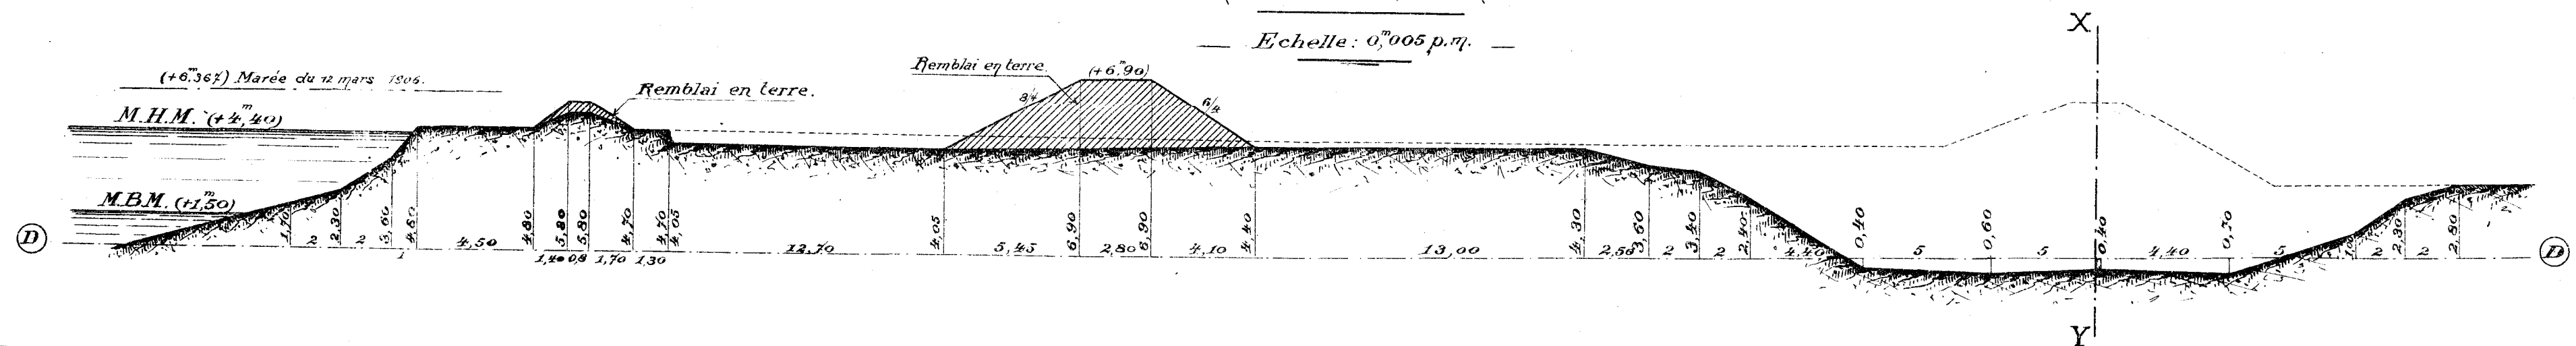 Echelle: 0,ᵐ005 p.m.
X
(+6,ᵐ367) Marée du 12 mars 1906.
Remblai en terre.
Remblai en terre.
(+6,ᵐ90)
8/4
6/4
M.H.M. (+4,ᵐ40)
M.B.M. (+1,ᵐ50)
1,70 2,30 3,60 4,80 4,80 5,80 5,80 4,70 4,70 4,05 4,05 6,90 6,90 4,40 4,30 3,60 3,40 2,40 0,40 0,60 0,40 0,70 1,00 2,30 2,80
D 2 2 1 4,50 1,40 0,8 1,70 1,30 12,70 5,45 2,80 4,10 13,00 2,58 2 2 4,40 5 5 4,40 5 2 2 D
Y